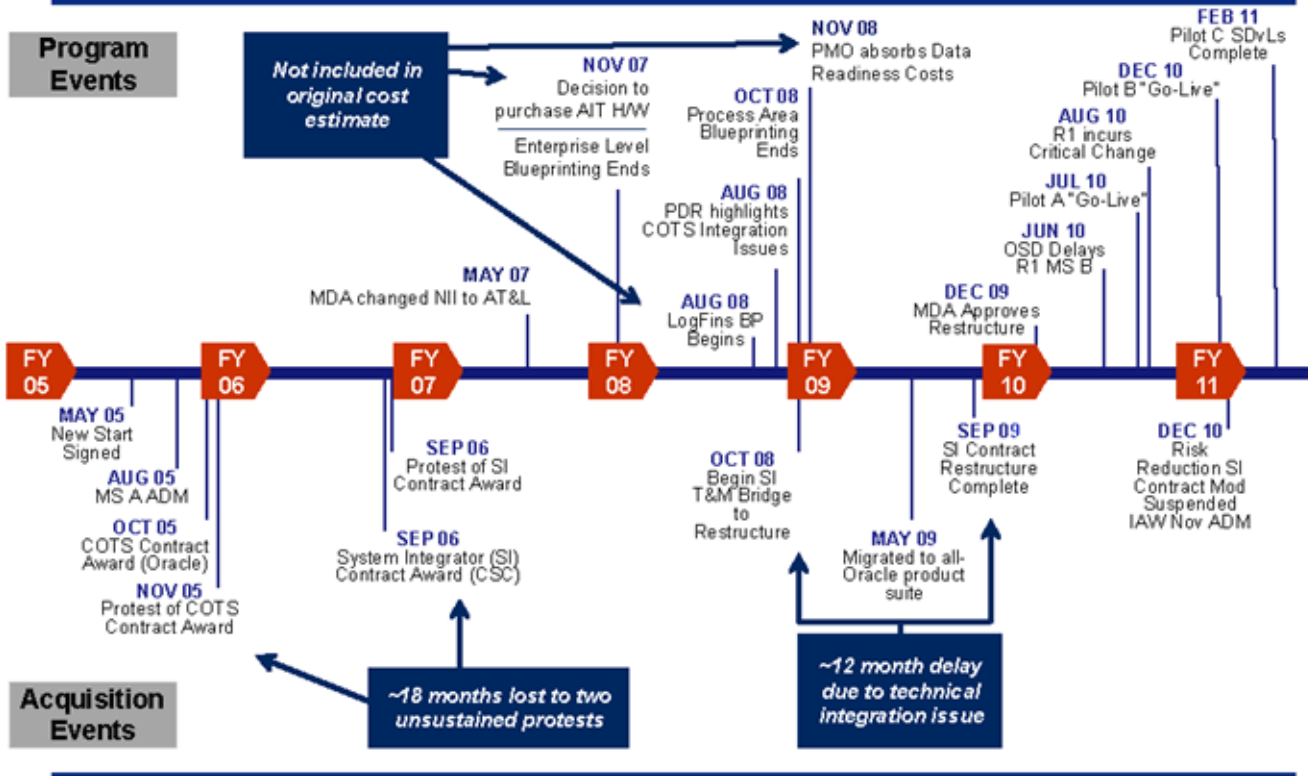 Program
Events
Not included in
original cost
estimate
NOV 07
Decision to
purchase AIT H/W
Enterprise Level
Blueprinting Ends
NOV 08
PMO absorbs Data
Readiness Costs
OCT 08
Process Area
Blueprinting
Ends
AUG 08
PDR highlights
COTS Integration
Issues
AUG 08
LogFins BP
Begins
MAY 07
MDA changed NII to AT&L
FEB 11
Pilot C SDvLs
Complete
DEC 10
Pilot B "Go-Live"
AUG 10
R1 incurs
Critical Change
JUL 10
Pilot A "Go-Live"
JUN 10
OSD Delays
R1 MS B
DEC 09
MDA Approves
Restructure
FY
05
FY
06
FY
07
FY
08
FY
09
FY
10
FY
11
MAY 05
New Start
Signed
AUG 05
MS A ADM
OCT 05
COTS Contract
Award (Oracle)
NOV 05
Protest of COTS
Contract Award
SEP 06
Protest of SI
Contract Award
SEP 06
System Integrator (SI)
Contract Award (CSC)
OCT 08
Begin SI
T&M Bridge
to
Restructure
MAY 09
Migrated to all-
Oracle product
suite
SEP 09
SI Contract
Restructure
Complete
DEC 10
Risk
Reduction SI
Contract Mod
Suspended
IAW Nov ADM
Acquisition
Events
~18 months lost to two
unsustained protests
~12 month delay
due to technical
integration issue